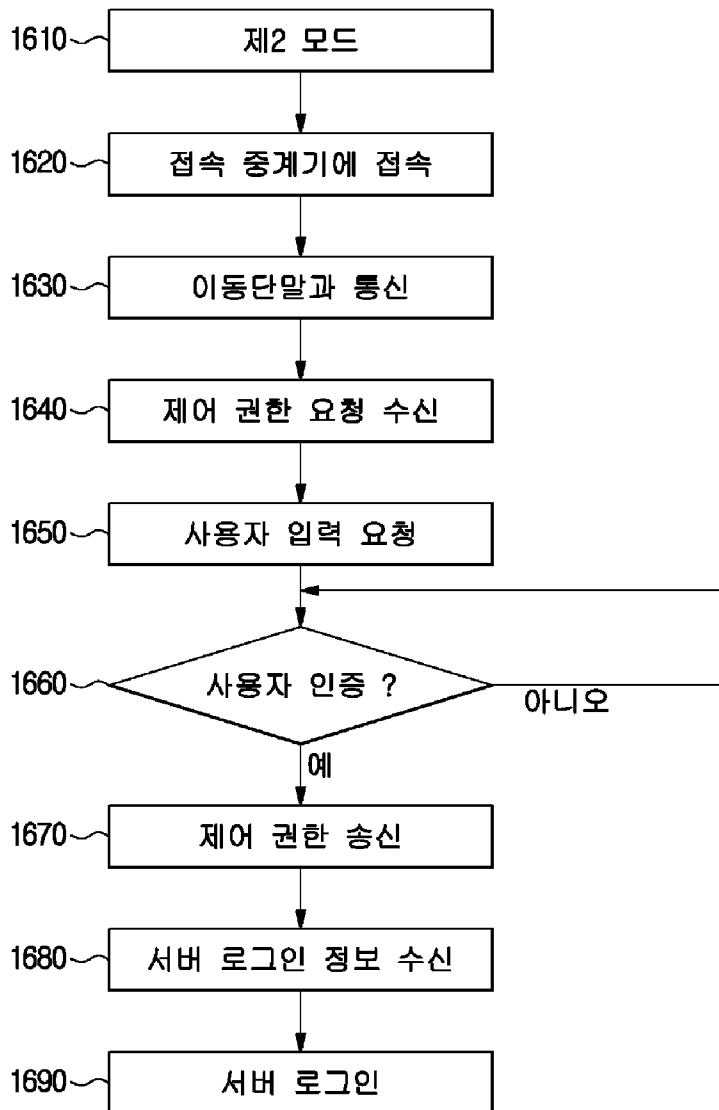 1610 제2 모드
1620 접속 중계기에 접속
1630 이동단말과 통신
1640 제어 권한 요청 수신
1650 사용자 입력 요청
1660 사용자 인증 ?
아니오
예
1670 제어 권한 송신
1680 서버 로그인 정보 수신
1690 서버 로그인